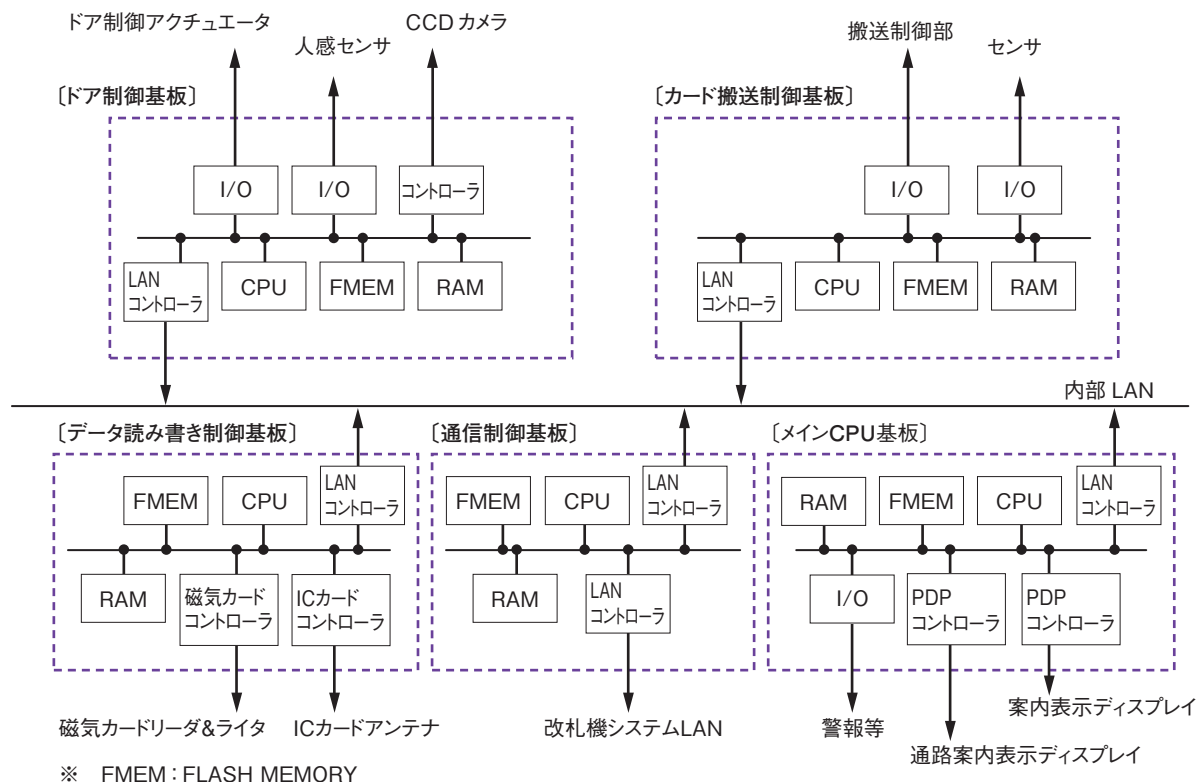 ドア制御アクチュエータ
人感センサ
CCD カメラ
搬送制御部
センサ
〔ドア制御基板〕
〔カード搬送制御基板〕
I/O
I/O
コントローラ
I/O
I/O
LAN
コントローラ
CPU
FMEM
RAM
LAN
コントローラ
CPU
FMEM
RAM
内部 LAN
〔データ読み書き制御基板〕
〔通信制御基板〕
〔メインCPU基板〕
FMEM
CPU
LAN
コントローラ
FMEM
CPU
LAN
コントローラ
RAM
FMEM
CPU
LAN
コントローラ
RAM
磁気カード
コントローラ
ICカード
コントローラ
RAM
LAN
コントローラ
I/O
PDP
コントローラ
PDP
コントローラ
磁気カードリーダ&ライタ
ICカードアンテナ
改札機システムLAN
警報等
案内表示ディスプレイ
通路案内表示ディスプレイ
※ FMEM：FLASH MEMORY